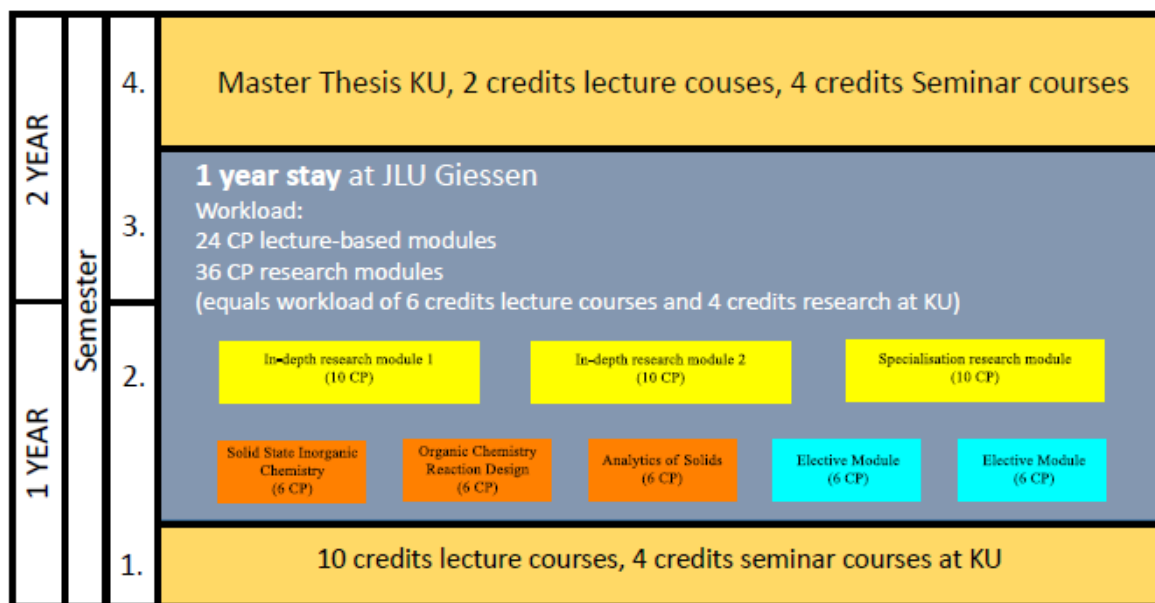 2 YEAR
1 YEAR
Semester
4.
Master Thesis KU, 2 credits lecture couses, 4 credits Seminar courses
3.
1 year stay at JLU Giessen
Workload:
24 CP lecture-based modules
36 CP research modules
(equals workload of 6 credits lecture courses and 4 credits research at KU)
2.
In-depth research module 1
(10 CP)
In-depth research module 2
(10 CP)
Specialisation research module
(10 CP)
Solid State Inorganic
Chemistry
(6 CP)
Organic Chemistry
Reaction Design
(6 CP)
Analytics of Solids
(6 CP)
Elective Module
(6 CP)
Elective Module
(6 CP)
1.
10 credits lecture courses, 4 credits seminar courses at KU